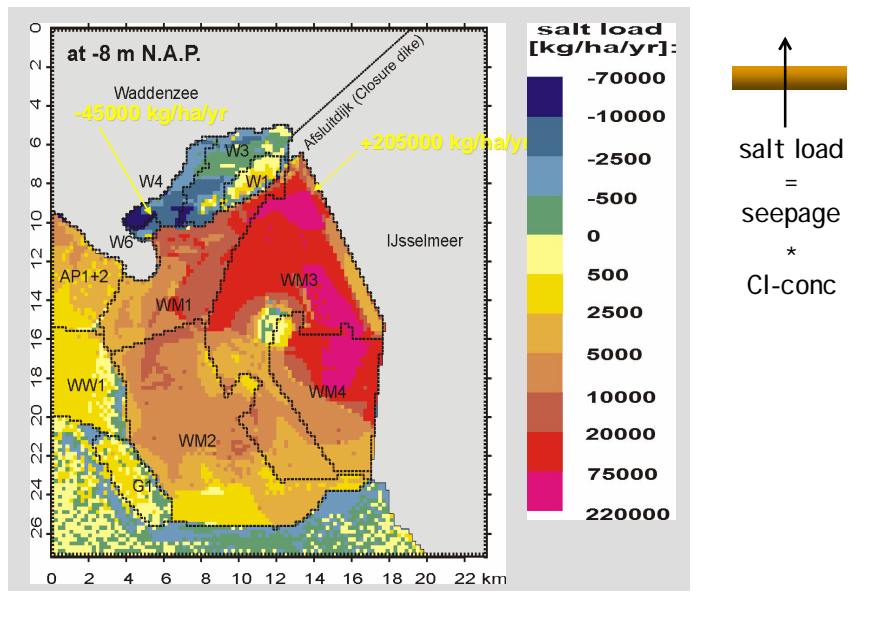 at -8 m N.A.P.
Waddenzee
-45000 kg/ha/yr
Afsluitdijk (Closure dike)
+205000 kg/ha/yr
W3
W4
W1
W6
IJsselmeer
AP1+2
WM3
WM1
WW1
WM4
WM2
G1
0
2
4
6
8
10
12
14
16
18
20
22
24
26
0 2 4 6 8 10 12 14 16 18 20 22 km
salt load
[kg/ha/yr]:
-70000
-10000
-2500
-500
0
500
2500
5000
10000
20000
75000
220000
salt load
=
seepage
*
Cl-conc